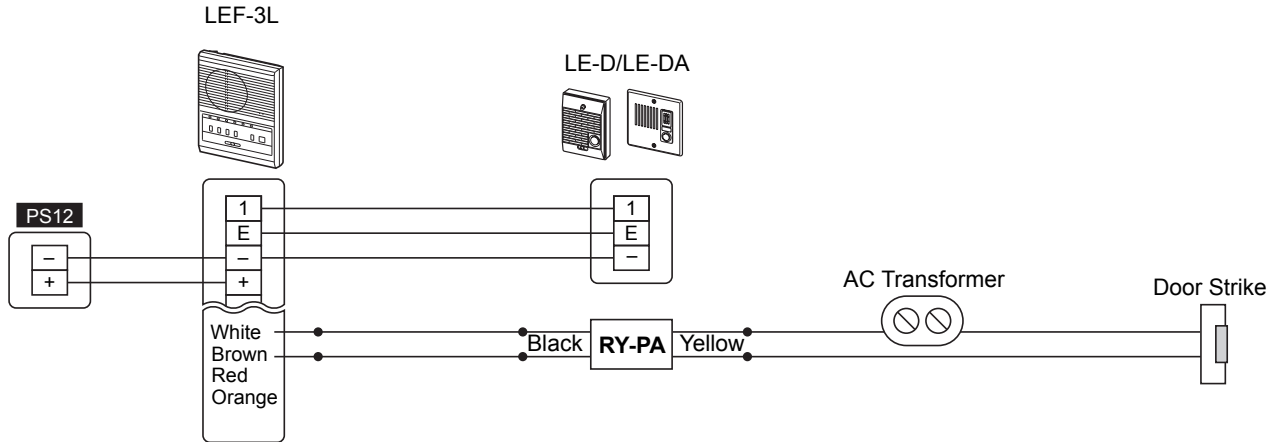 LEF-3L
LE-D/LE-DA
PS12
–
+
1
E
–
+
1
E
–
White
Brown
Red
Orange
Black
RY-PA
Yellow
AC Transformer
Door Strike